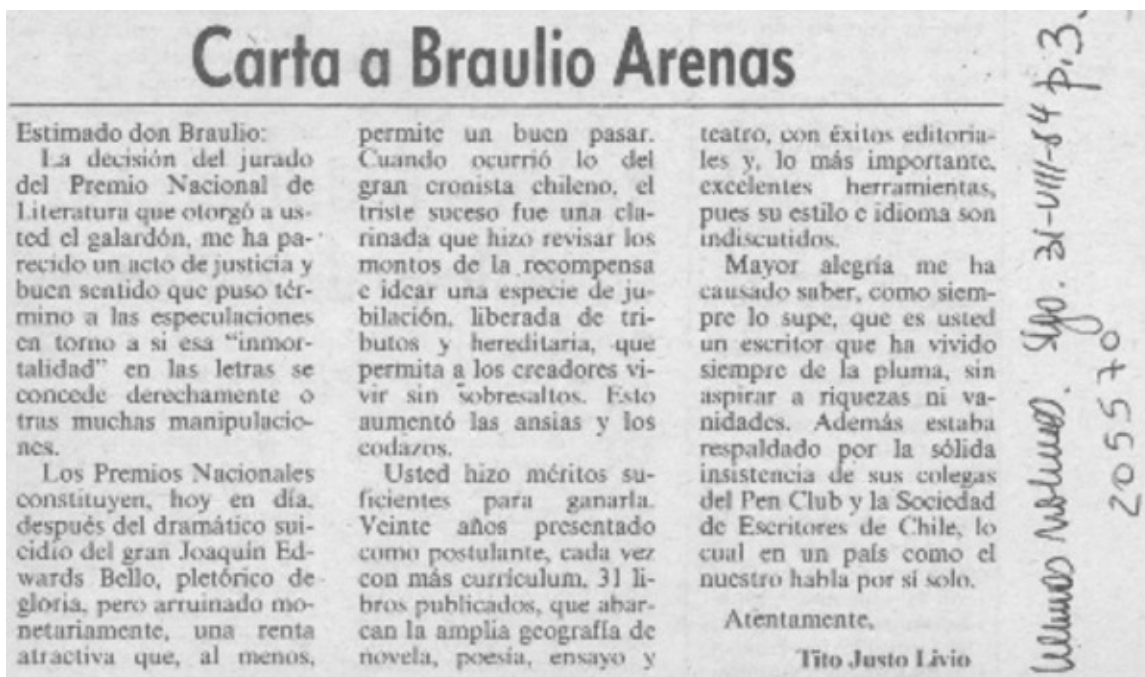 Carta a Braulio Arenas
Estimado don Braulio:
La decisión del jurado
del Premio Nacional de
Literatura que otorgó a us-
ted el galardón, me ha pa-
recido un acto de justicia y
buen sentido que puso tér-
mino a las especulaciones
en torno a si esa “inmor-
talidad” en las letras se
concede derechamente o
tras muchas manipulacio-
nes.
Los Premios Nacionales
constituyen, hoy en día,
después del dramático sui-
cidio del gran Joaquín Ed-
wards Bello, pletórico de
gloria, pero arruinado mo-
netariamente, una renta
atractiva que, al menos,
permite un buen pasar.
Cuando ocurrió lo del
gran cronista chileno, el
triste suceso fue una cla-
rinada que hizo revisar los
montos de la recompensa
e idear una especie de ju-
bilación, liberada de tri-
butos y hereditaria, que
permita a los creadores vi-
vir sin sobresaltos. Esto
aumentó las ansias y los
codazos.
Usted hizo méritos su-
ficientes para ganarla.
Veinte años presentado
como postulante, cada vez
con más currículum, 31 li-
bros publicados, que abar-
can la amplia geografía de
novela, poesía, ensayo y
teatro, con éxitos editoria-
les y, lo más importante,
excelentes herramientas,
pues su estilo e idioma son
indiscutidos.
Mayor alegría me ha
causado saber, como siem-
pre lo supe, que es usted
un escritor que ha vivido
siempre de la pluma, sin
aspirar a riquezas ni va-
nidades. Además estaba
respaldado por la sólida
insistencia de sus colegas
del Pen Club y la Sociedad
de Escritores de Chile, lo
cual en un país como el
nuestro habla por sí solo.
Atentamente,
Tito Justo Livio
Stgo. 31-VIII-84 p.3.
205570